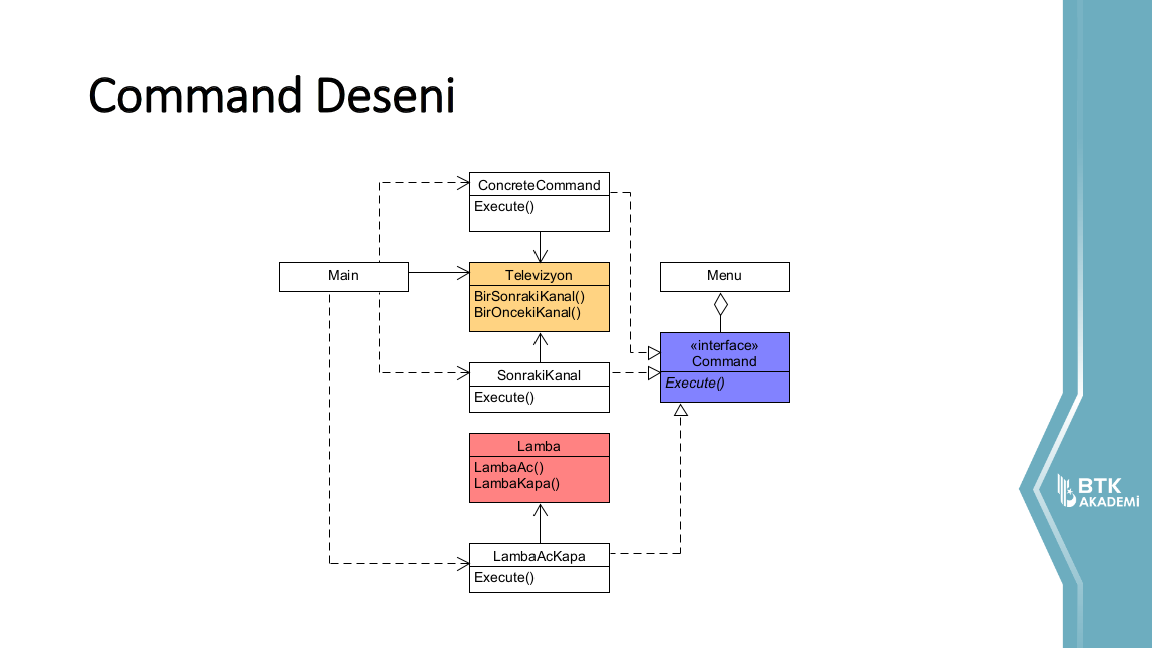 Command Deseni
ConcreteCommand
Execute()
Main
Televizyon
BirSonrakiKanal()
BirOncekiKanal()
Menu
«interface»
Command
Execute()
SonrakiKanal
Execute()
Lamba
LambaAc()
LambaKapa()
LambaAcKapa
Execute()
BTK
AKADEMİ